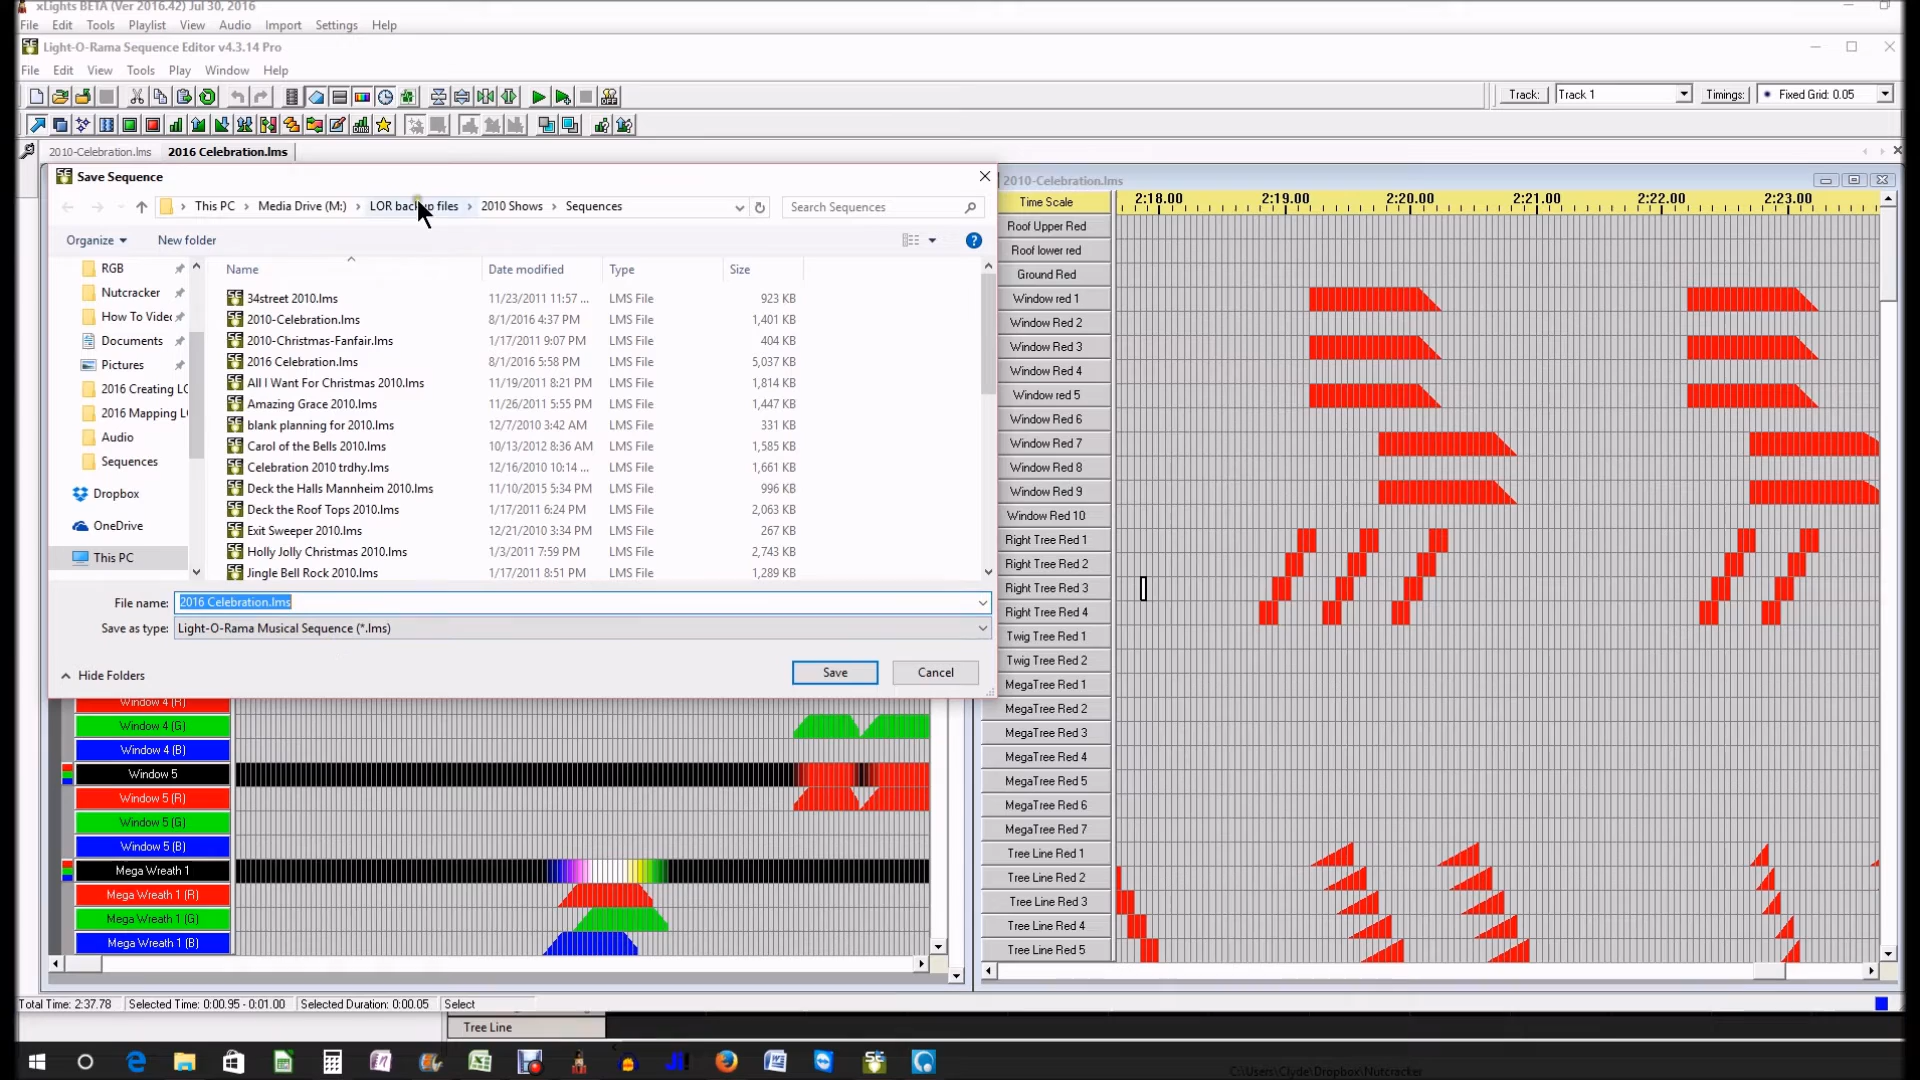 xLights BETA (Ver 2016.42) Jul 30, 2016
File Edit Tools Playlist View Audio Import Settings Help
Light-O-Rama Sequence Editor v4.3.14 Pro
File Edit View Tools Play Window Help
Track: Track 1 Timings: Fixed Grid: 0.05
2010-Celebration.lms 2016 Celebration.lms
Save Sequence
This PC > Media Drive (M:) > LOR backup files > 2010 Shows > Sequences
Search Sequences
Organize New folder
RGB
Nutcracker
How To Videc
Documents
Pictures
2016 Creating LO
2016 Mapping LO
Audio
Sequences
Dropbox
OneDrive
This PC
Name Date modified Type Size
34street 2010.lms 11/23/2011 11:57 ... LMS File 923 KB
2010-Celebration.lms 8/1/2016 4:37 PM LMS File 1,401 KB
2010-Christmas-Fanfair.lms 1/17/2011 9:07 PM LMS File 404 KB
2016 Celebration.lms 8/1/2016 5:58 PM LMS File 5,037 KB
All I Want For Christmas 2010.lms 11/19/2011 8:21 PM LMS File 1,814 KB
Amazing Grace 2010.lms 11/26/2011 5:55 PM LMS File 1,447 KB
blank planning for 2010.lms 12/7/2010 3:42 AM LMS File 331 KB
Carol of the Bells 2010.lms 10/13/2012 8:36 AM LMS File 1,585 KB
Celebration 2010 trdhy.lms 12/16/2010 10:14 ... LMS File 1,661 KB
Deck the Halls Mannheim 2010.lms 11/10/2015 5:34 PM LMS File 996 KB
Deck the Roof Tops 2010.lms 1/17/2011 6:24 PM LMS File 2,063 KB
Exit Sweeper 2010.lms 12/21/2010 3:34 PM LMS File 267 KB
Holly Jolly Christmas 2010.lms 1/3/2011 7:59 PM LMS File 2,743 KB
Jingle Bell Rock 2010.lms 1/17/2011 8:51 PM LMS File 1,289 KB
File name: 2016 Celebration.lms
Save as type: Light-O-Rama Musical Sequence (*.lms)
Hide Folders Save Cancel
Window 4 (R)
Window 4 (G)
Window 4 (B)
Window 5
Window 5 (R)
Window 5 (G)
Window 5 (B)
Mega Wreath 1
Mega Wreath 1 (R)
Mega Wreath 1 (G)
Mega Wreath 1 (B)
2010-Celebration.lms
Time Scale 2:18.00 2:19.00 2:20.00 2:21.00 2:22.00 2:23.00
Roof Upper Red
Roof lower red
Ground Red
Window red 1
Window Red 2
Window Red 3
Window Red 4
Window red 5
Window Red 6
Window Red 7
Window Red 8
Window Red 9
Window Red 10
Right Tree Red 1
Right Tree Red 2
Right Tree Red 3
Right Tree Red 4
Twig Tree Red 1
Twig Tree Red 2
MegaTree Red 1
MegaTree Red 2
MegaTree Red 3
MegaTree Red 4
MegaTree Red 5
MegaTree Red 6
MegaTree Red 7
Tree Line Red 1
Tree Line Red 2
Tree Line Red 3
Tree Line Red 4
Tree Line Red 5
Total Time: 2:37.78 Selected Time: 0:00.95 - 0:01.00 Selected Duration: 0:00.05 Select
Tree Line
C:\Users\Clyde\Dropbox\Nutcracker